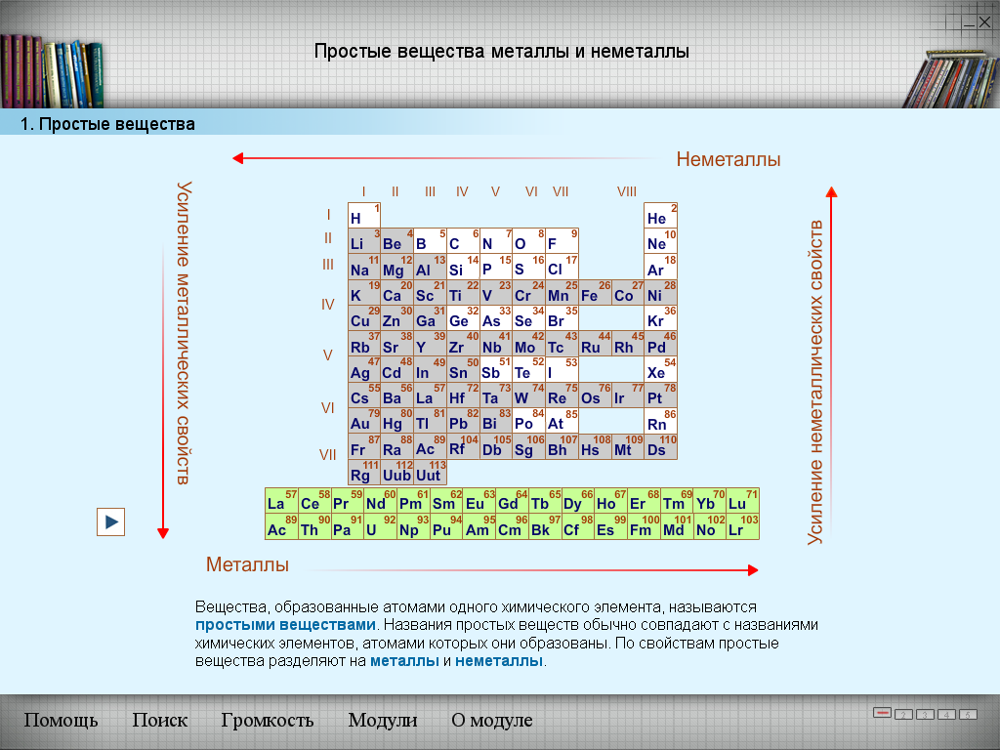 Простые вещества металлы и неметаллы
1. Простые вещества
Неметаллы
I II III IV V VI VII VIII
Усиление металлических свойств
Усиление неметаллических свойств
I H 1 He 2
II Li 3 Be 4 B 5 C 6 N 7 O 8 F 9 Ne 10
III Na 11 Mg 12 Al 13 Si 14 P 15 S 16 Cl 17 Ar 18
IV K 19 Ca 20 Sc 21 Ti 22 V 23 Cr 24 Mn 25 Fe 26 Co 27 Ni 28
Cu 29 Zn 30 Ga 31 Ge 32 As 33 Se 34 Br 35 Kr 36
V Rb 37 Sr 38 Y 39 Zr 40 Nb 41 Mo 42 Tc 43 Ru 44 Rh 45 Pd 46
Ag 47 Cd 48 In 49 Sn 50 Sb 51 Te 52 I 53 Xe 54
VI Cs 55 Ba 56 La 57 Hf 72 Ta 73 W 74 Re 75 Os 76 Ir 77 Pt 78
Au 79 Hg 80 Tl 81 Pb 82 Bi 83 Po 84 At 85 Rn 86
VII Fr 87 Ra 88 Ac 89 Rf 104 Db 105 Sg 106 Bh 107 Hs 108 Mt 109 Ds 110
Rg 111 Uub 112 Uut 113
La 57 Ce 58 Pr 59 Nd 60 Pm 61 Sm 62 Eu 63 Gd 64 Tb 65 Dy 66 Ho 67 Er 68 Tm 69 Yb 70 Lu 71
Ac 89 Th 90 Pa 91 U 92 Np 93 Pu 94 Am 95 Cm 96 Bk 97 Cf 98 Es 99 Fm 100 Md 101 No 102 Lr 103
Металлы
Вещества, образованные атомами одного химического элемента, называются
простыми веществами. Названия простых веществ обычно совпадают с названиями
химических элементов, атомами которых они образованы. По свойствам простые
вещества разделяют на металлы и неметаллы.
Помощь Поиск Громкость Модули О модуле
2 3 4 5